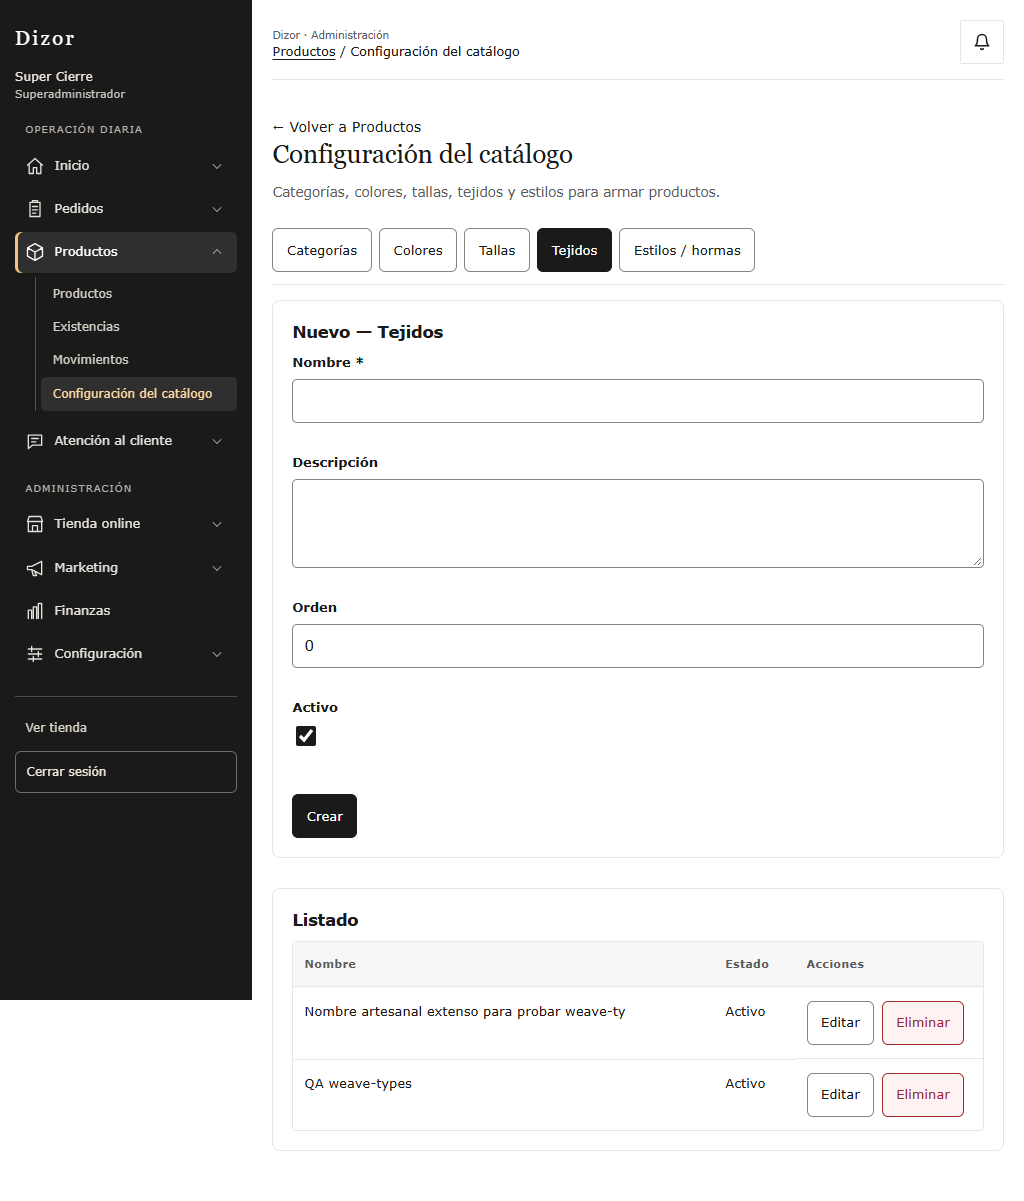 Dizor
Super Cierre
Superadministrador
OPERACIÓN DIARIA
Inicio
Pedidos
Productos
Productos
Existencias
Movimientos
Configuración del catálogo
Atención al cliente
ADMINISTRACIÓN
Tienda online
Marketing
Finanzas
Configuración
Ver tienda
Cerrar sesión
Dizor · Administración
Productos / Configuración del catálogo
← Volver a Productos
Configuración del catálogo
Categorías, colores, tallas, tejidos y estilos para armar productos.
Categorías Colores Tallas Tejidos Estilos / hormas
Nuevo — Tejidos
Nombre *
Descripción
Orden
0
Activo
Crear
Listado
Nombre Estado Acciones
Nombre artesanal extenso para probar weave-ty Activo Editar Eliminar
QA weave-types Activo Editar Eliminar